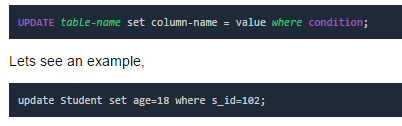 UPDATE table-name set column-name = value where condition;
Lets see an example,
update Student set age=18 where s_id=102;